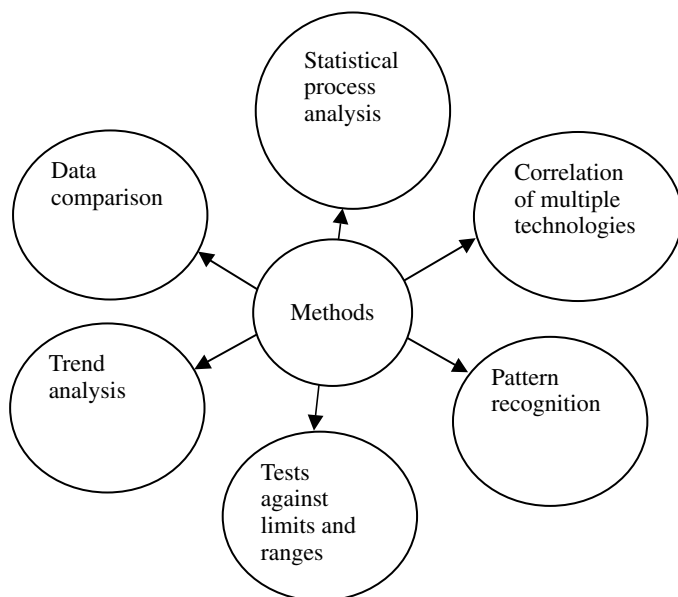 Statistical
process
analysis
Data
comparison
Correlation
of multiple
technologies
Methods
Trend
analysis
Pattern
recognition
Tests
against
limits and
ranges